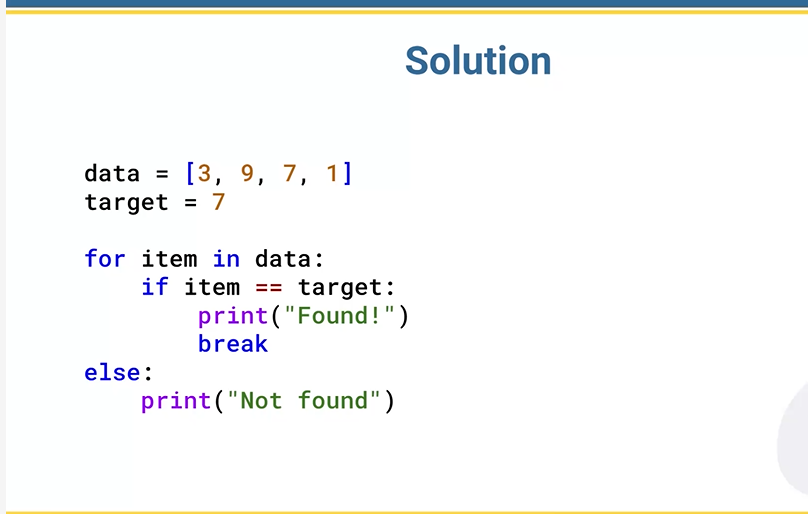 Solution
data = [3, 9, 7, 1]
target = 7
for item in data:
    if item == target:
        print("Found!")
        break
else:
    print("Not found")